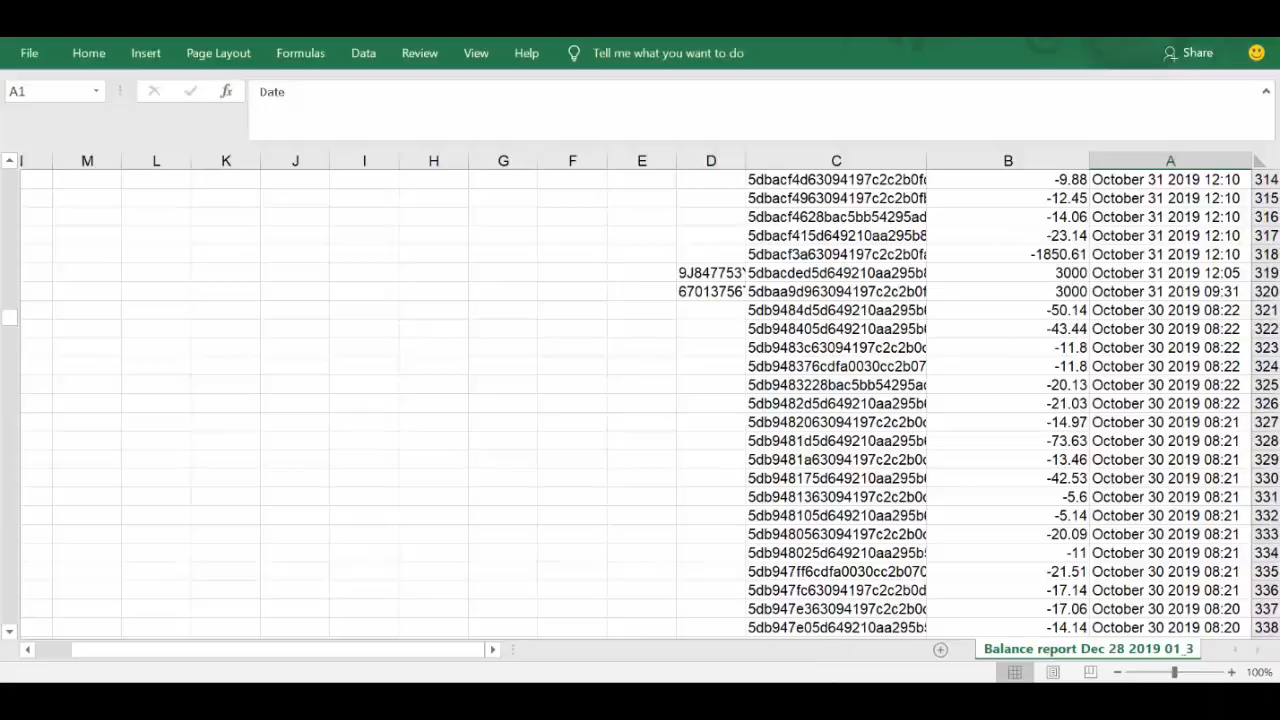 File Home Insert Page Layout Formulas Data Review View Help Tell me what you want to do Share
A1 fx Date
M L K J I H G F E D C B A
5dbacf4d63094197c2c2b0f -9.88 October 31 2019 12:10 314
5dbacf4963094197c2c2b0f -12.45 October 31 2019 12:10 315
5dbacf4628bac5bb54295ad -14.06 October 31 2019 12:10 316
5dbacf415d649210aa295b8 -23.14 October 31 2019 12:10 317
5dbacf3a63094197c2c2b0f -1850.61 October 31 2019 12:10 318
9J847753 5dbacded5d649210aa295b8 3000 October 31 2019 12:05 319
67013756 5dbaa9d963094197c2c2b0f 3000 October 31 2019 09:31 320
5db9484d5d649210aa295b -50.14 October 30 2019 08:22 321
5db948405d649210aa295b -43.44 October 30 2019 08:22 322
5db9483c63094197c2c2b0 -11.8 October 30 2019 08:22 323
5db948376cdfa0030cc2b07 -11.8 October 30 2019 08:22 324
5db9483228bac5bb54295a -20.13 October 30 2019 08:22 325
5db9482d5d649210aa295b -21.03 October 30 2019 08:22 326
5db9482063094197c2c2b0 -14.97 October 30 2019 08:21 327
5db9481d5d649210aa295b -73.63 October 30 2019 08:21 328
5db9481a63094197c2c2b0 -13.46 October 30 2019 08:21 329
5db948175d649210aa295b -42.53 October 30 2019 08:21 330
5db9481363094197c2c2b0 -5.6 October 30 2019 08:21 331
5db948105d649210aa295b -5.14 October 30 2019 08:21 332
5db9480563094197c2c2b0 -20.09 October 30 2019 08:21 333
5db948025d649210aa295b -11 October 30 2019 08:21 334
5db947ff6cdfa0030cc2b070 -21.51 October 30 2019 08:21 335
5db947fc63094197c2c2b0d -17.14 October 30 2019 08:21 336
5db947e363094197c2c2b0 -17.06 October 30 2019 08:20 337
5db947e05d649210aa295b -14.14 October 30 2019 08:20 338
Balance report Dec 28 2019 01_3
100%